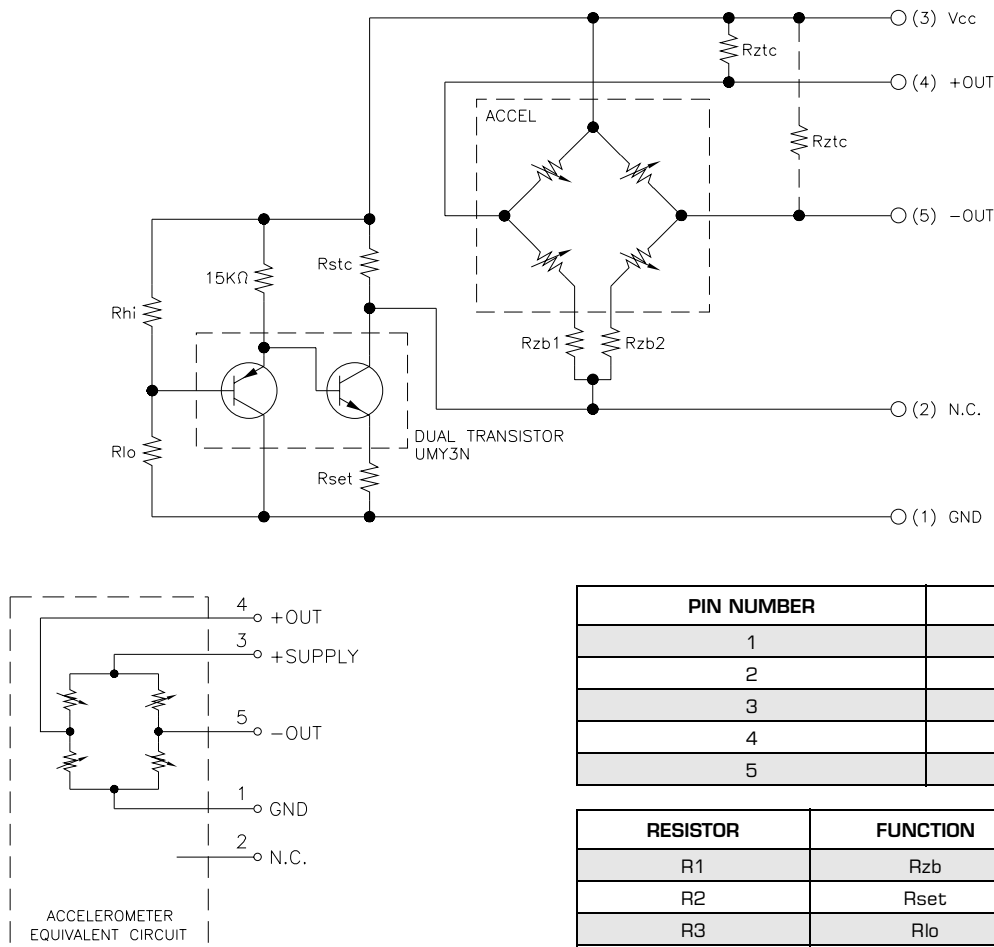 (3) Vcc
Rztc
(4) +OUT
ACCEL
Rztc
(5) -OUT
Rstc
15KΩ
Rhi
Rzb1
Rzb2
(2) N.C.
DUAL TRANSISTOR
UMY3N
Rlo
Rset
(1) GND
4
+OUT
3
+SUPPLY
5
-OUT
1
GND
2
N.C.
ACCELEROMETER
EQUIVALENT CIRCUIT
PIN NUMBER
1
2
3
4
5
RESISTOR FUNCTION
R1 Rzb
R2 Rset
R3 Rlo